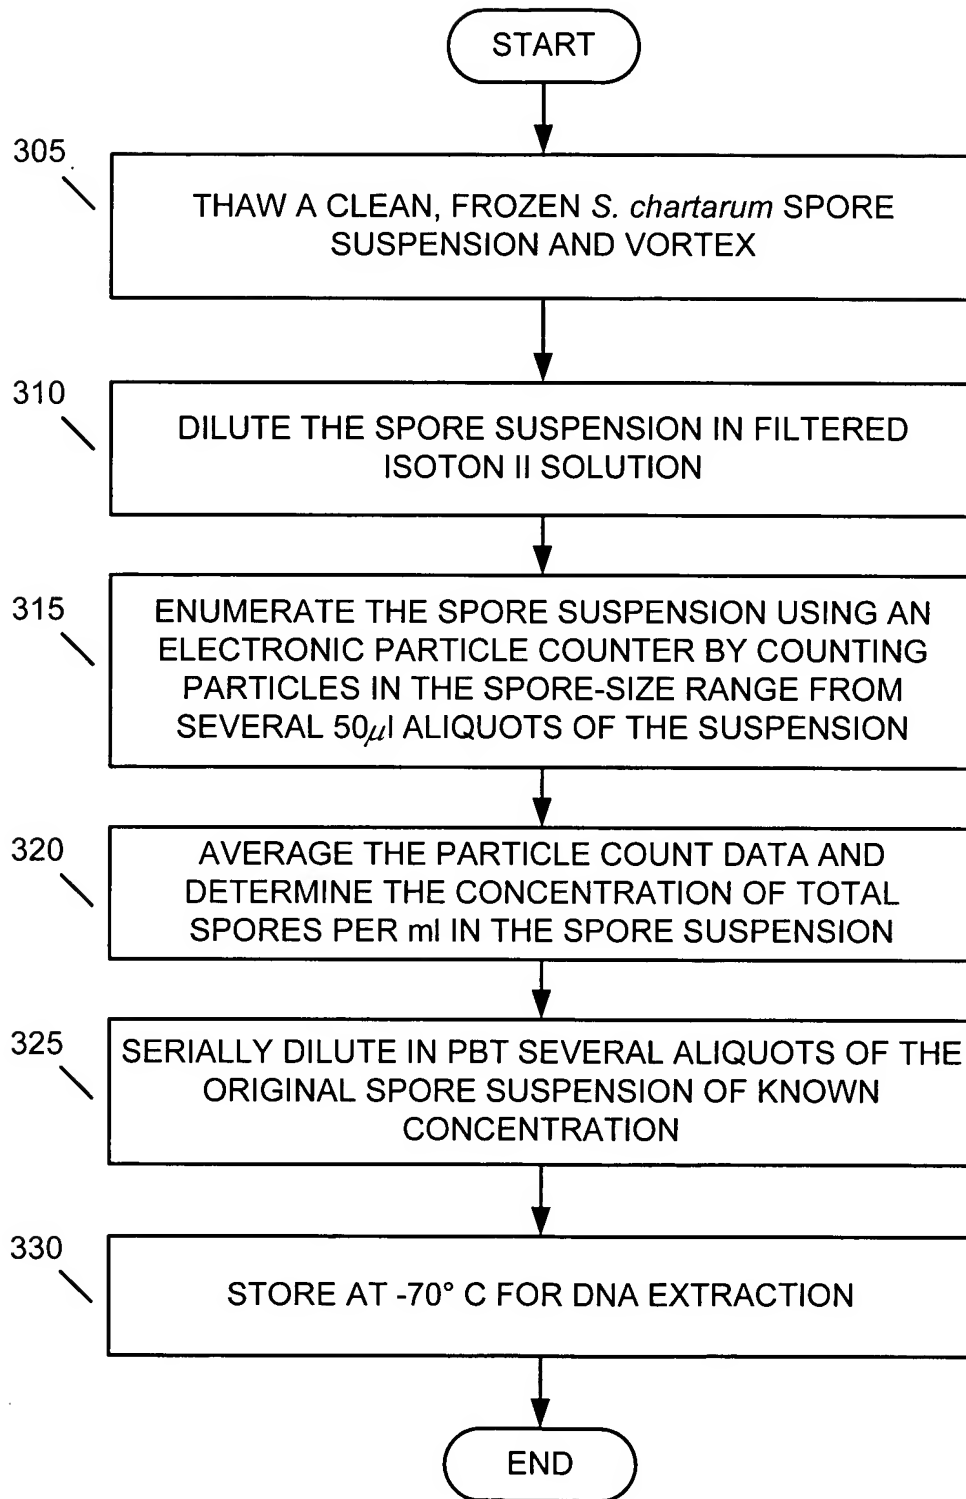 START
305
THAW A CLEAN, FROZEN S. chartarum SPORE
SUSPENSION AND VORTEX
310
DILUTE THE SPORE SUSPENSION IN FILTERED
ISOTON II SOLUTION
315
ENUMERATE THE SPORE SUSPENSION USING AN
ELECTRONIC PARTICLE COUNTER BY COUNTING
PARTICLES IN THE SPORE-SIZE RANGE FROM
SEVERAL 50μl ALIQUOTS OF THE SUSPENSION
320
AVERAGE THE PARTICLE COUNT DATA AND
DETERMINE THE CONCENTRATION OF TOTAL
SPORES PER ml IN THE SPORE SUSPENSION
325
SERIALLY DILUTE IN PBT SEVERAL ALIQUOTS OF THE
ORIGINAL SPORE SUSPENSION OF KNOWN
CONCENTRATION
330
STORE AT -70° C FOR DNA EXTRACTION
END